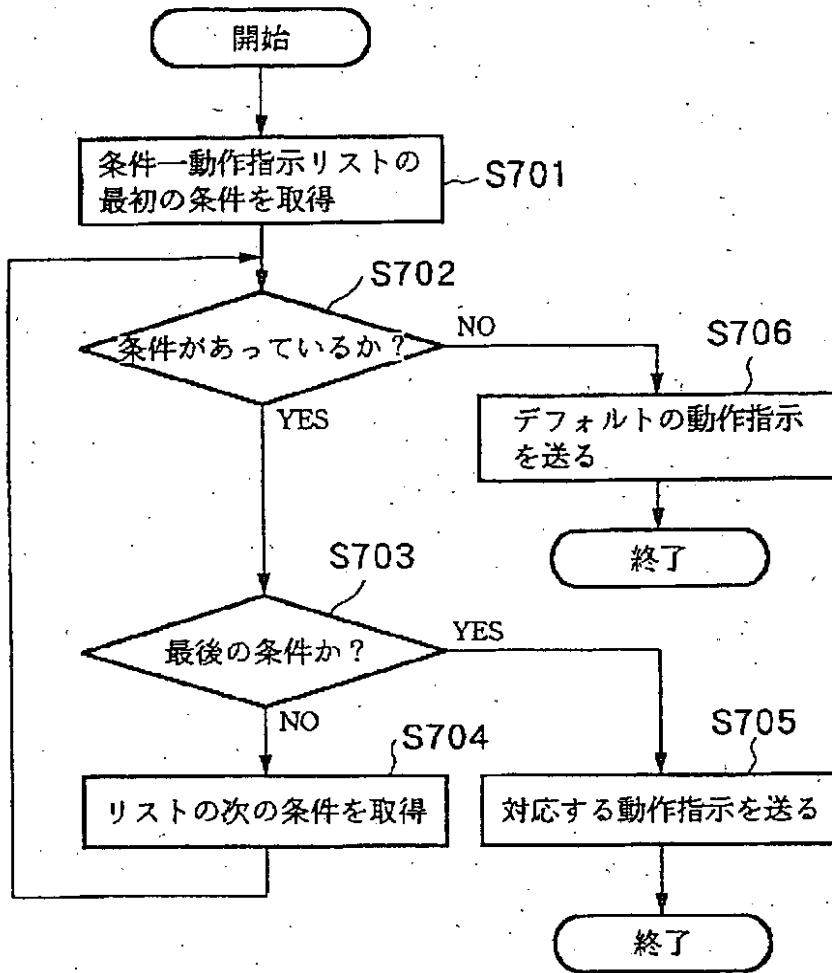 開始
条件―動作指示リストの
最初の条件を取得
S701
S702
条件があっているか?
NO
YES
S706
デフォルトの動作指示
を送る
終了
S703
最後の条件か?
YES
NO
S704
リストの次の条件を取得
S705
対応する動作指示を送る
終了